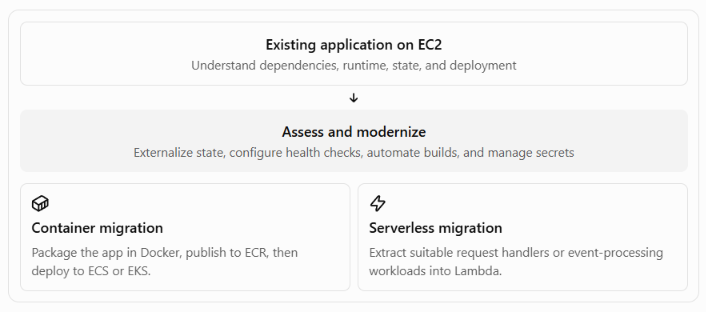 Existing application on EC2
Understand dependencies, runtime, state, and deployment
Assess and modernize
Externalize state, configure health checks, automate builds, and manage secrets
Container migration
Package the app in Docker, publish to ECR, then
deploy to ECS or EKS.
Serverless migration
Extract suitable request handlers or event-processing
workloads into Lambda.